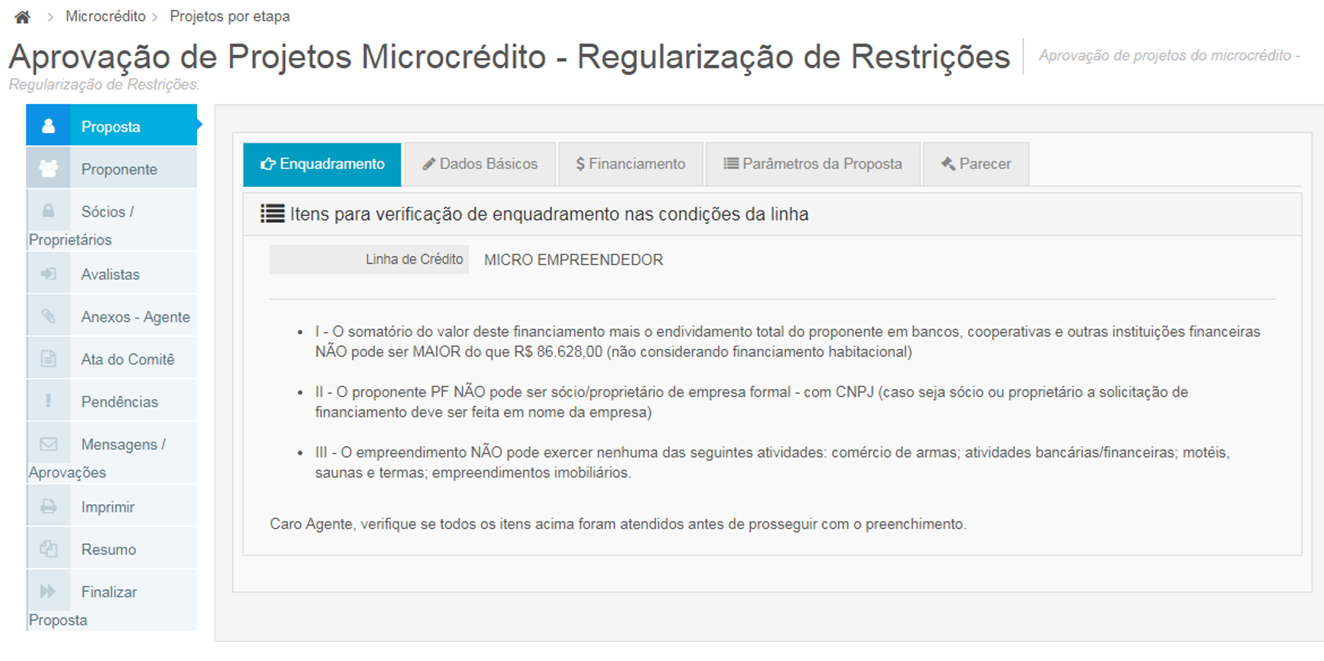 Microcrédito > Projetos por etapa
Aprovação de Projetos Microcrédito - Regularização de Restrições
Aprovação de projetos do microcrédito -
Regularização de Restrições.
Proposta
Proponente
Sócios /
Proprietários
Avalistas
Anexos - Agente
Ata do Comitê
Pendências
Mensagens /
Aprovações
Imprimir
Resumo
Finalizar
Proposta
Enquadramento
Dados Básicos
$ Financiamento
Parâmetros da Proposta
Parecer
Itens para verificação de enquadramento nas condições da linha
Linha de Crédito MICRO EMPREENDEDOR
• I - O somatório do valor deste financiamento mais o endividamento total do proponente em bancos, cooperativas e outras instituições financeiras
NÃO pode ser MAIOR do que R$ 86.628,00 (não considerando financiamento habitacional)
• II - O proponente PF NÃO pode ser sócio/proprietário de empresa formal - com CNPJ (caso seja sócio ou proprietário a solicitação de
financiamento deve ser feita em nome da empresa)
• III - O empreendimento NÃO pode exercer nenhuma das seguintes atividades: comércio de armas; atividades bancárias/financeiras; motéis,
saunas e termas; empreendimentos imobiliários.
Caro Agente, verifique se todos os itens acima foram atendidos antes de prosseguir com o preenchimento.